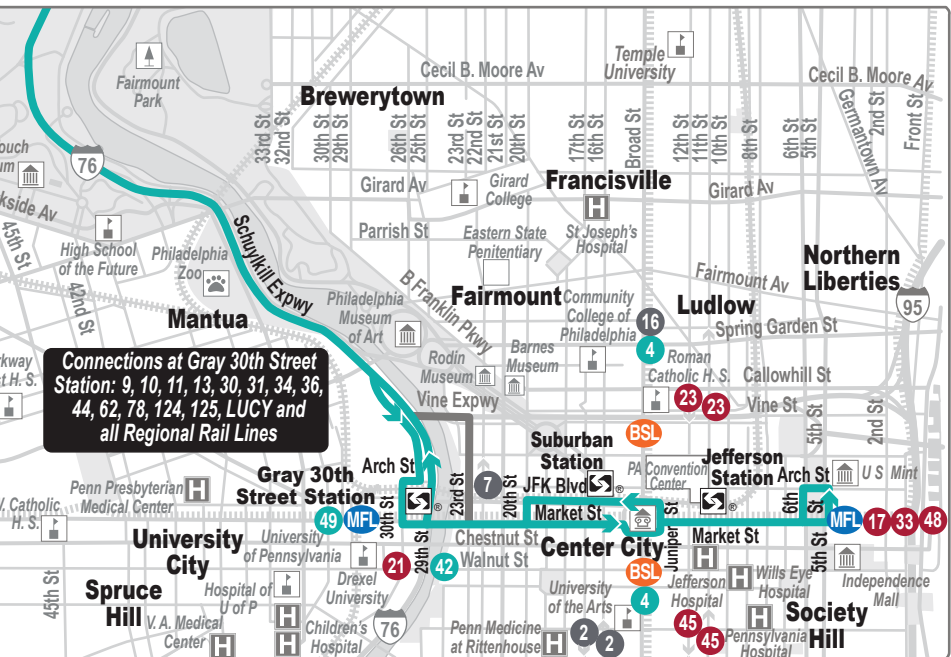 Temple
University
Cecil B. Moore Av
Cecil B. Moore Av
Fairmount
Park
Brewerytown
33rd St
32nd St
30th St
29th St
26th St
25th St
23rd St
22nd St
21st St
20th St
17th St
16th St
Broad St
12th St
11th St
10th St
8th St
6th St
5th St
Germantown Av
2nd St
Front St
ouch
um
76
Girard Av
Girard
College
Francisville
Girard Av
kside Av
45th St
High School
of the Future
Philadelphia
Zoo
Schuylkill Expwy
Parrish St
Eastern State
Penitentiary
H
St Joseph's
Hospital
Northern
Liberties
42nd St
B Franklin Pkwy
Fairmount Av
95
Mantua
Philadelphia
Museum
of Art
Fairmount
Community
College of
Philadelphia
16
4
Ludlow
Spring Garden St
rkway
st H. S.
Connections at Gray 30th Street
Station: 9, 10, 11, 13, 30, 31, 34, 36,
44, 62, 78, 124, 125, LUCY and
all Regional Rail Lines
Rodin
Museum
Barnes
Museum
Roman
Catholic H. S.
Callowhill St
23
23
Vine St
Vine Expwy
5th St
2nd St
BSL
Suburban
Station
PA Convention
Center
Jefferson
Station
Arch St
U S Mint
Gray 30th
Street Station
Arch St
S
®
23rd St
7
20th St
JFK Blvd
S
®
S
®
6th
Penn Presbyterian
Medical Center
H
V. Catholic
H. S.
49
MFL
30th St
Market St
Juniper St
Market St
5th St
MFL
17
33
48
University
City
University
of Pennsylvania
21
29th St
42
Chestnut St
Walnut St
Center City
BSL
4
H
Jefferson
Hospital
H
Wills Eye
Hospital
Independence
Mall
45th St
Spruce
Hill
Hospital of
U of P
Drexel
University
University
of the Arts
45
45
Society
Hill
V. A. Medical
Center
H
H
H
Children's
Hospital
76
Penn Medicine
at Rittenhouse
H
2
2
H
Pennsylvania
Hospital